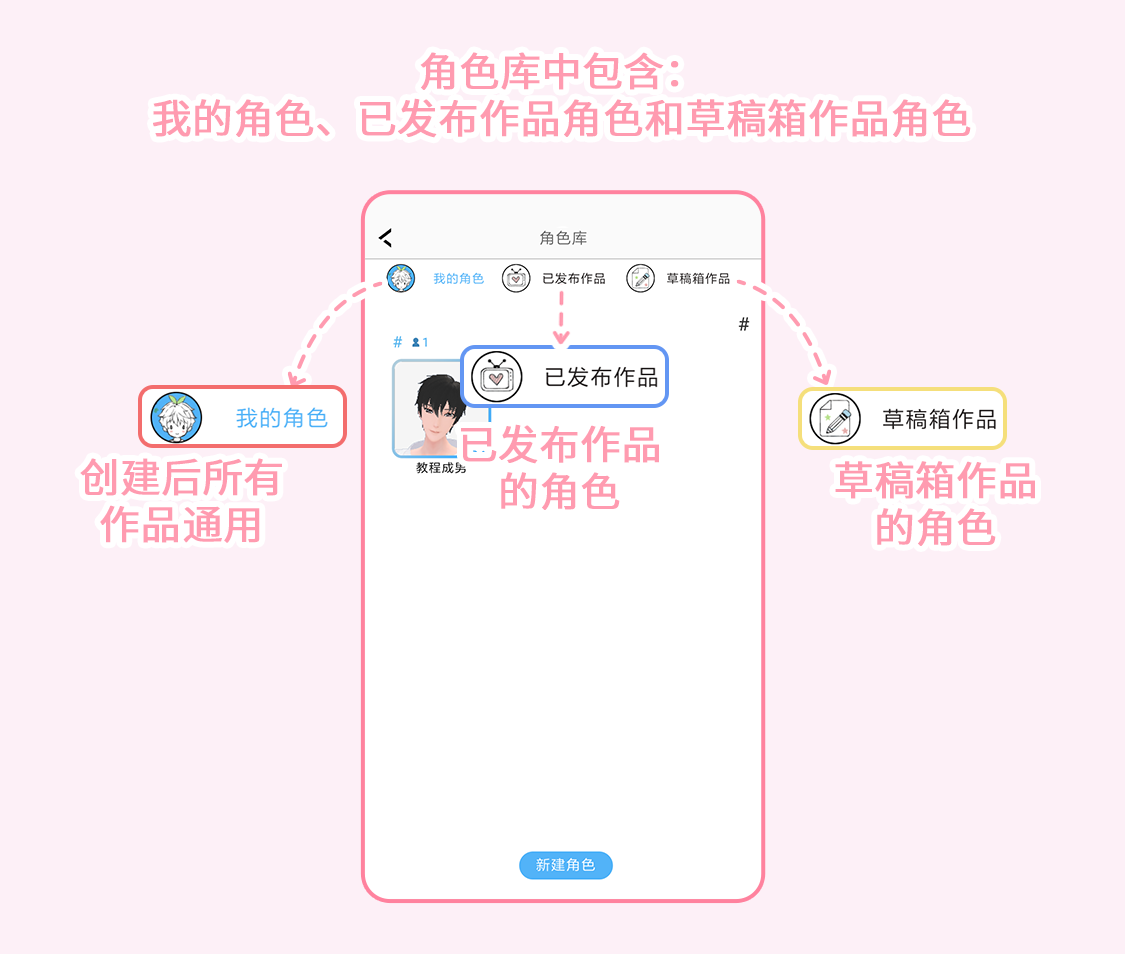 角色库中包含：
我的角色、已发布作品角色和草稿箱作品角色
角色库
我的角色
已发布作品
草稿箱作品
#
# 1
已发布作品
我的角色
草稿箱作品
已发布作品
的角色
教程成男
创建后所有
作品通用
草稿箱作品
的角色
新建角色